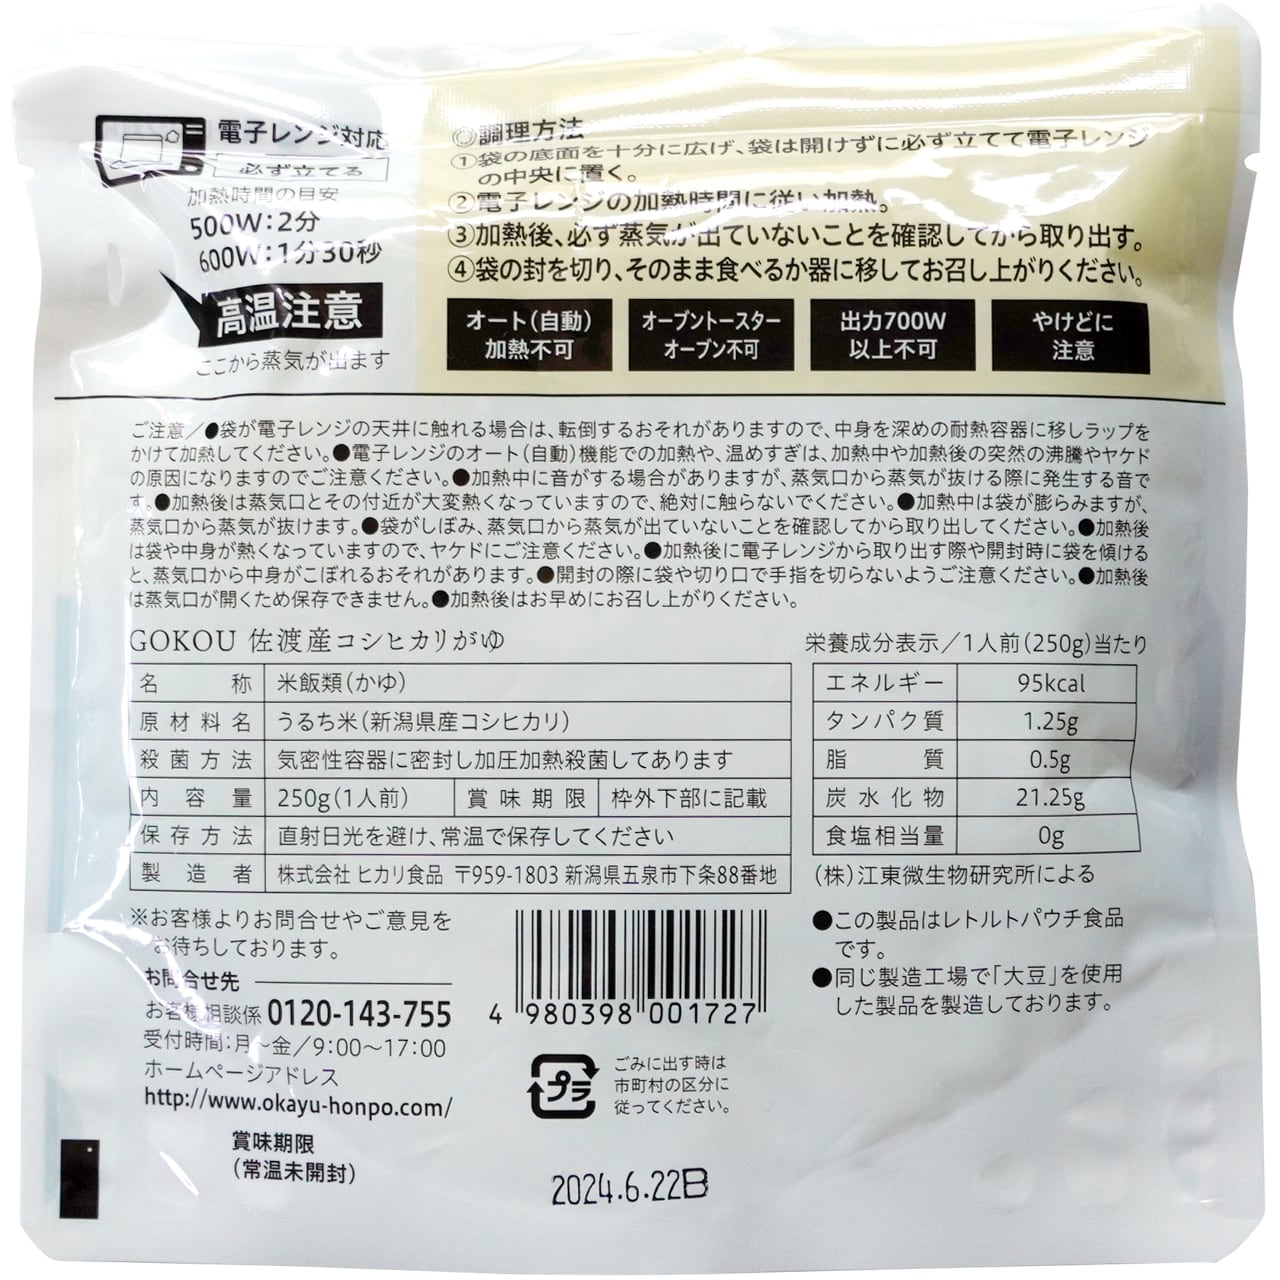 電子レンジ対応
必ず立てる
加熱時間の目安
500W:2分
600W:1分30秒
高温注意
ここから蒸気が出ます
◎調理方法
①袋の底面を十分に広げ、袋は開けずに必ず立てて電子レンジ
の中央に置く。
②電子レンジの加熱時間に従い加熱。
③加熱後、必ず蒸気が出ていないことを確認してから取り出す。
④袋の封を切り、そのまま食べるか器に移してお召し上がりください。
オート(自動)
加熱不可
オーブントースター
オーブン不可
出力700W
以上不可
やけどに
注意
ご注意/●袋が電子レンジの天井に触れる場合は、転倒するおそれがありますので、中身を深めの耐熱容器に移しラップを
かけて加熱してください。●電子レンジのオート(自動)機能での加熱や、温めすぎは、加熱中や加熱後の突然の沸騰やヤケド
の原因になりますのでご注意ください。●加熱中に音がする場合がありますが、蒸気口から蒸気が抜ける際に発生する音で
す。●加熱後は蒸気口とその付近が大変熱くなっていますので、絶対に触らないでください。●加熱中は袋が膨らみますが、
蒸気口から蒸気が抜けます。●袋がしぼみ、蒸気口から蒸気が出ていないことを確認してから取り出してください。●加熱後
は袋や中身が熱くなっていますので、ヤケドにご注意ください。●加熱後に電子レンジから取り出す際や開封時に袋を傾ける
と、蒸気口から中身がこぼれるおそれがあります。●開封の際に袋や切り口で手指を切らないようご注意ください。●加熱後
は蒸気口が開くため保存できません。●加熱後はお早めにお召し上がりください。
GOKOU 佐渡産コシヒカリがゆ
名称 米飯類(かゆ)
原材料名 うるち米(新潟県産コシヒカリ)
殺菌方法 気密性容器に密封し加圧加熱殺菌してあります
内容量 250g(1人前) 賞味期限 枠外下部に記載
保存方法 直射日光を避け、常温で保存してください
製造者 株式会社 ヒカリ食品 〒959-1803 新潟県五泉市下条88番地
栄養成分表示/1人前(250g)当たり
エネルギー 95kcal
タンパク質 1.25g
脂質 0.5g
炭水化物 21.25g
食塩相当量 0g
(株)江東微生物研究所による
※お客様よりお問合せやご意見を
お待ちしております。
お問合せ先
お客様相談係 0120-143-755
受付時間:月～金/9:00～17:00
ホームページアドレス
http://www.okayu-honpo.com/
4 980398 001727
プラ
ごみに出す時は
市町村の区分に
従ってください。
●この製品はレトルトパウチ食品
です。
●同じ製造工場で「大豆」を使用
した製品を製造しております。
賞味期限
(常温未開封)
2024.6.22B